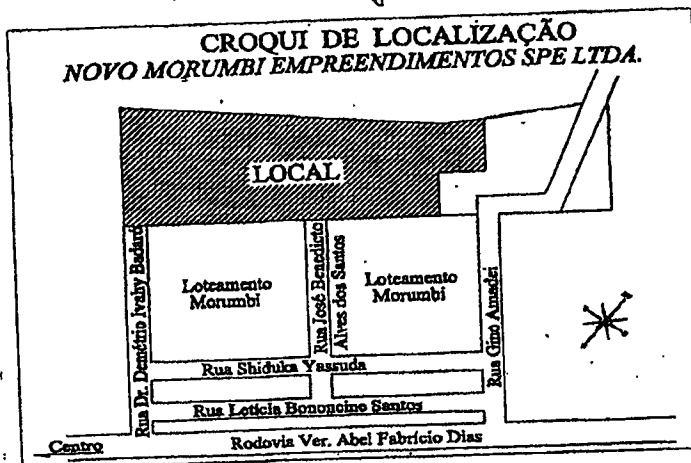 CROQUI DE LOCALIZAÇÃO
NOVO MORUMBI EMPREENDIMENTOS SPE LTDA.
LOCAL
Rua Dr. Demétrio Ivahy Badaró
Loteamento
Morumbi
Rua José Benedicto
Alves dos Santos
Loteamento
Morumbi
Rua Gino Amadei
Rua Shiduka Yassuda
Rua Letícia Bononcino Santos
Centro
Rodovia Ver. Abel Fabrício Dias